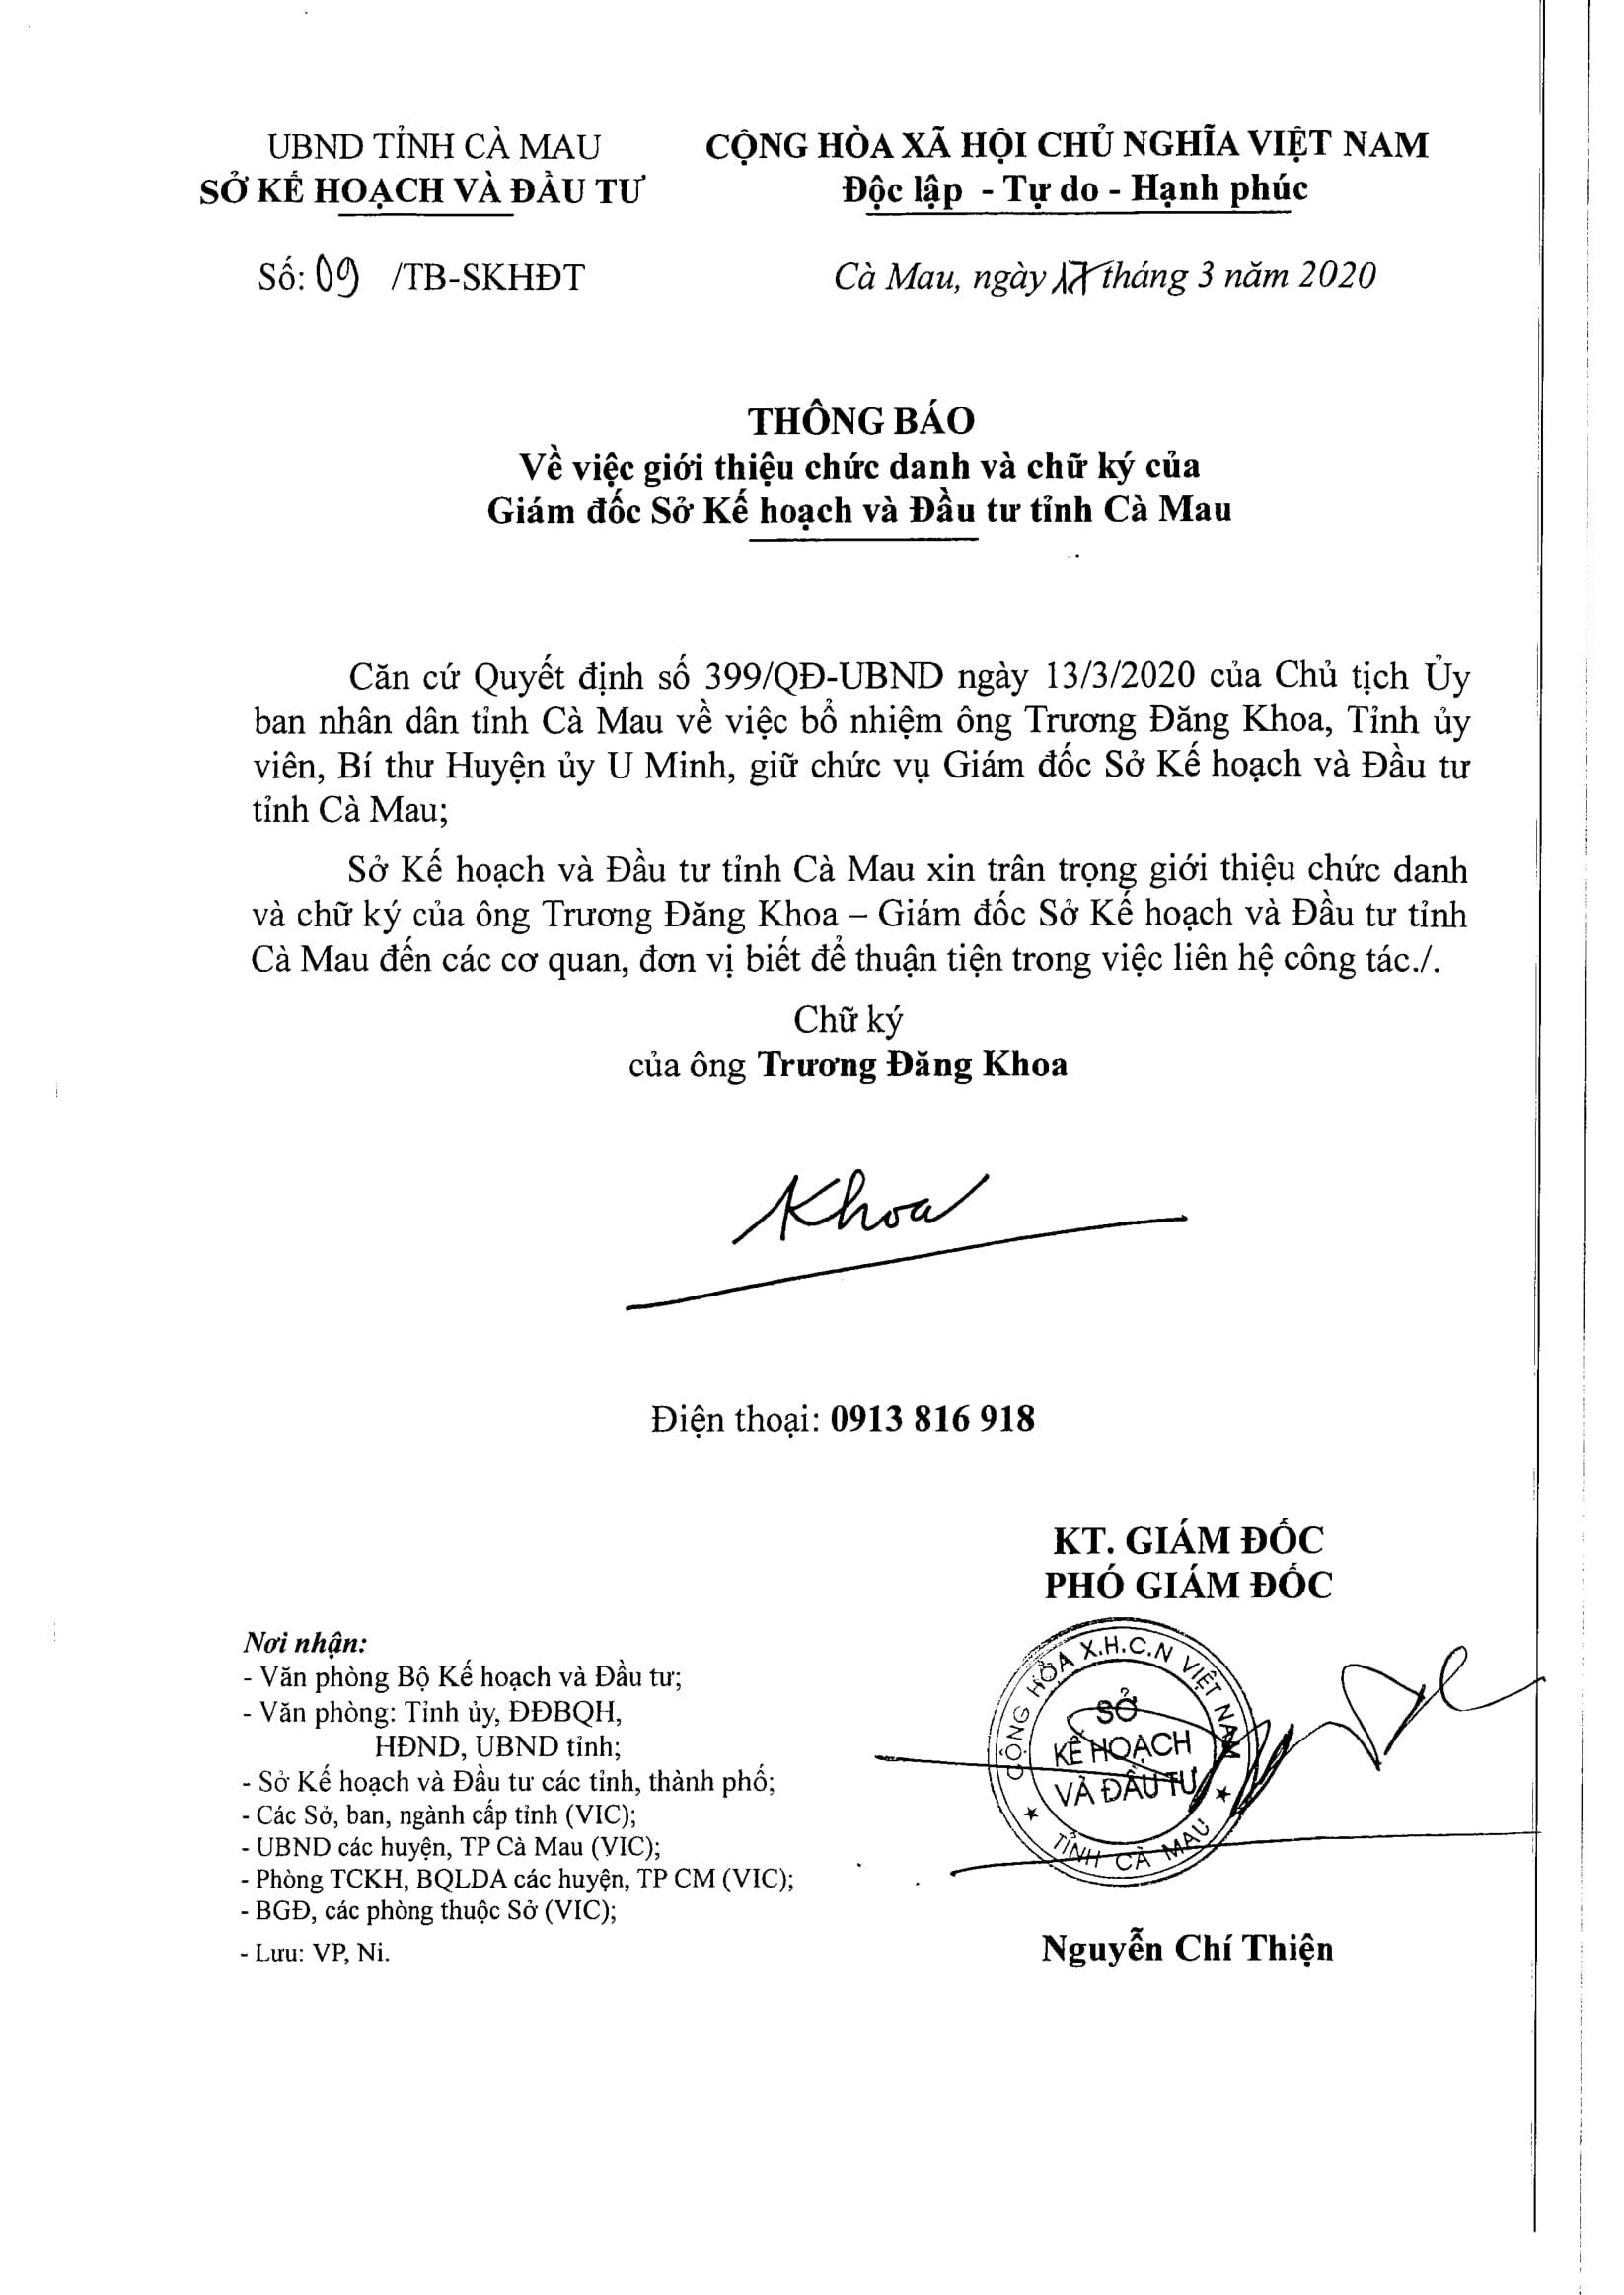 UBND TỈNH CÀ MAU
SỞ KẾ HOẠCH VÀ ĐẦU TƯ
CỘNG HÒA XÃ HỘI CHỦ NGHĨA VIỆT NAM
Độc lập - Tự do - Hạnh phúc
Số: 09 /TB-SKHĐT
Cà Mau, ngày 17 tháng 3 năm 2020
THÔNG BÁO
Về việc giới thiệu chức danh và chữ ký của
Giám đốc Sở Kế hoạch và Đầu tư tỉnh Cà Mau
Căn cứ Quyết định số 399/QĐ-UBND ngày 13/3/2020 của Chủ tịch Ủy
ban nhân dân tỉnh Cà Mau về việc bổ nhiệm ông Trương Đăng Khoa, Tỉnh ủy
viên, Bí thư Huyện ủy U Minh, giữ chức vụ Giám đốc Sở Kế hoạch và Đầu tư
tỉnh Cà Mau;
Sở Kế hoạch và Đầu tư tỉnh Cà Mau xin trân trọng giới thiệu chức danh
và chữ ký của ông Trương Đăng Khoa – Giám đốc Sở Kế hoạch và Đầu tư tỉnh
Cà Mau đến các cơ quan, đơn vị biết để thuận tiện trong việc liên hệ công tác./.
Chữ ký
của ông Trương Đăng Khoa
Khoa
Điện thoại: 0913 816 918
KT. GIÁM ĐỐC
PHÓ GIÁM ĐỐC
CỘNG HÒA X.H.C.N VIỆT NAM
SỞ
KẾ HOẠCH
VÀ ĐẦU TƯ
★ TỈNH CÀ MAU ★
Nguyễn Chí Thiện
Nơi nhận:
- Văn phòng Bộ Kế hoạch và Đầu tư;
- Văn phòng: Tỉnh ủy, ĐĐBQH,
HĐND, UBND tỉnh;
- Sở Kế hoạch và Đầu tư các tỉnh, thành phố;
- Các Sở, ban, ngành cấp tỉnh (VIC);
- UBND các huyện, TP Cà Mau (VIC);
- Phòng TCKH, BQLDA các huyện, TP CM (VIC);
- BGĐ, các phòng thuộc Sở (VIC);
- Lưu: VP, Ni.